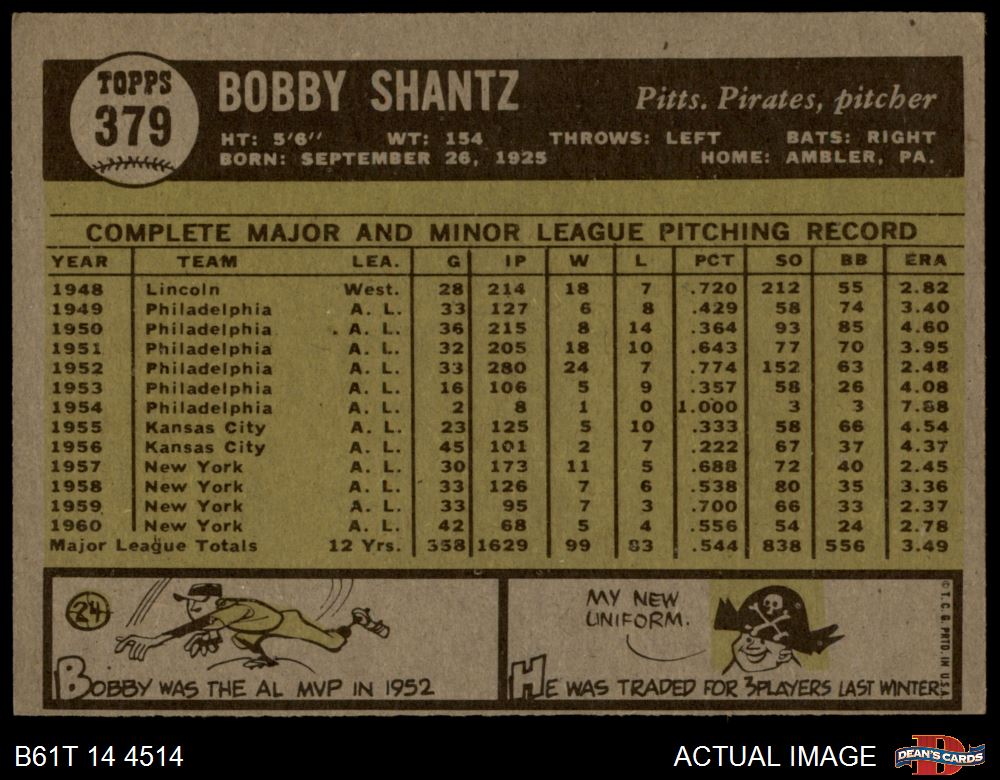 TOPPS
379
BOBBY SHANTZ
Pitts. Pirates, pitcher
HT: 5'6'' WT: 154 THROWS: LEFT BATS: RIGHT
BORN: SEPTEMBER 26, 1925 HOME: AMBLER, PA.
COMPLETE MAJOR AND MINOR LEAGUE PITCHING RECORD
YEAR TEAM LEA. G IP W L PCT SO BB ERA
1948 Lincoln West. 28 214 18 7 .720 212 55 2.82
1949 Philadelphia A. L. 33 127 6 8 .429 58 74 3.40
1950 Philadelphia A. L. 36 215 8 14 .364 93 85 4.60
1951 Philadelphia A. L. 32 205 18 10 .643 77 70 3.95
1952 Philadelphia A. L. 33 280 24 7 .774 152 63 2.48
1953 Philadelphia A. L. 16 106 5 9 .357 58 26 4.08
1954 Philadelphia A. L. 2 8 1 0 1.000 3 3 7.88
1955 Kansas City A. L. 23 125 5 10 .333 58 66 4.54
1956 Kansas City A. L. 45 101 2 7 .222 67 37 4.37
1957 New York A. L. 30 173 11 5 .688 72 40 2.45
1958 New York A. L. 33 126 7 6 .538 80 35 3.36
1959 New York A. L. 33 95 7 3 .700 66 33 2.37
1960 New York A. L. 42 68 5 4 .556 54 24 2.78
Major League Totals 12 Yrs. 358 1629 99 83 .544 838 556 3.49
24
BOBBY WAS THE AL MVP IN 1952
MY NEW
UNIFORM.
HE WAS TRADED FOR 3 PLAYERS LAST WINTER.
© T.C.G. PRTD. IN U.S.A.
B61T 14 4514
ACTUAL IMAGE
DEAN'S CARDS